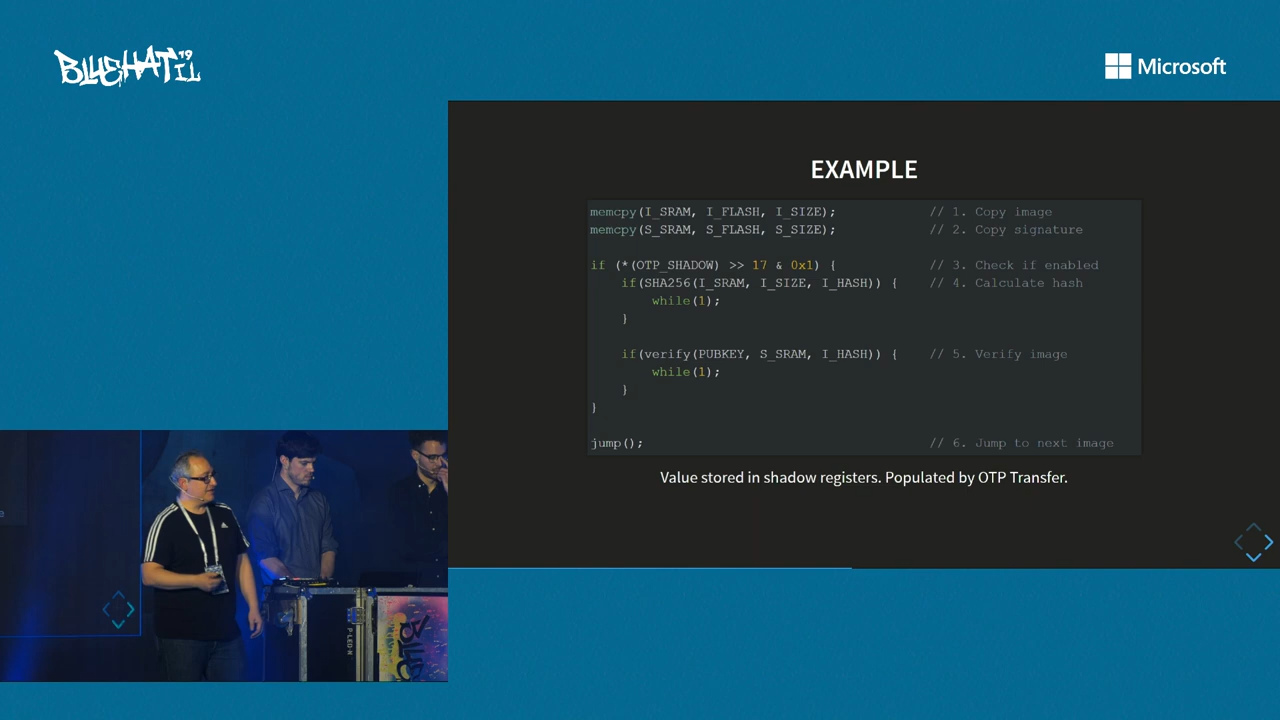 BLUEHAT IL '19
Microsoft
EXAMPLE
memcpy(I_SRAM, I_FLASH, I_SIZE); // 1. Copy image
memcpy(S_SRAM, S_FLASH, S_SIZE); // 2. Copy signature
if (*(OTP_SHADOW) >> 17 & 0x1) { // 3. Check if enabled
if(SHA256(I_SRAM, I_SIZE, I_HASH)) { // 4. Calculate hash
while(1);
}
if(verify(PUBKEY, S_SRAM, I_HASH)) { // 5. Verify image
while(1);
}
}
jump(); // 6. Jump to next image
Value stored in shadow registers. Populated by OTP Transfer.
P-LED-N